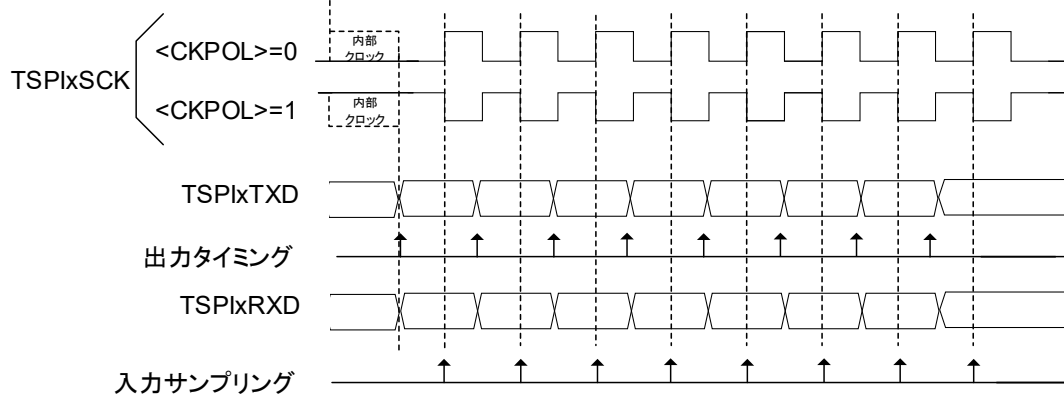 内部
クロック
<CKPOL>=0
TSPIxSCK
<CKPOL>=1
内部
クロック
TSPIxTXD
出力タイミング
TSPIxRXD
入力サンプリング